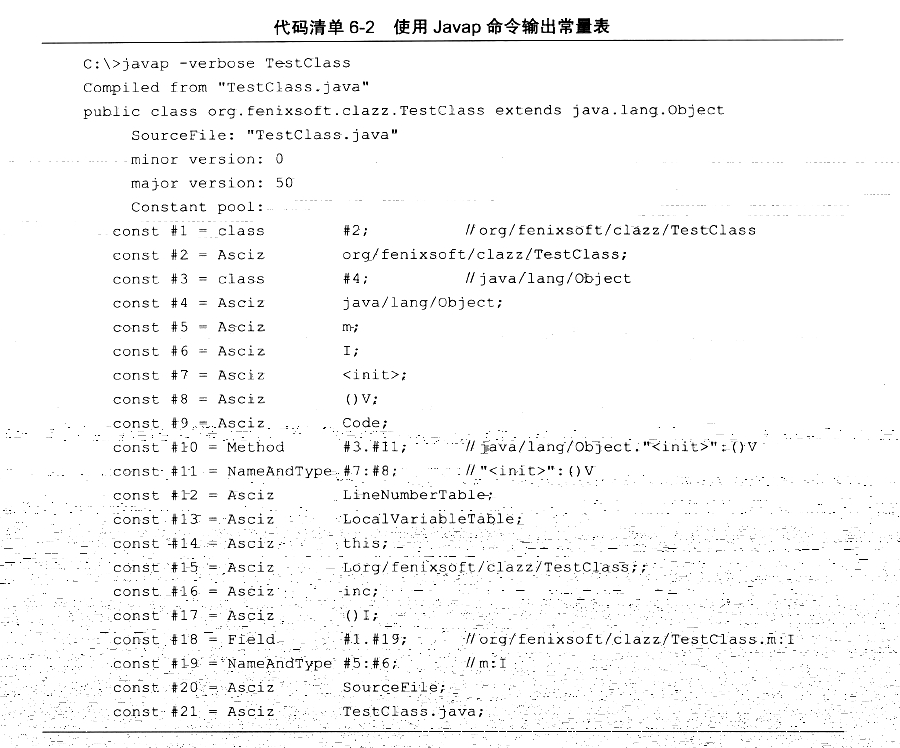 代码清单 6-2 使用 Javap 命令输出常量表
C:\>javap -verbose TestClass
Compiled from "TestClass.java"
public class org.fenixsoft.clazz.TestClass extends java.lang.Object
SourceFile: "TestClass.java"
minor version: 0
major version: 50
Constant pool:
const #1 = class #2; //org/fenixsoft/clazz/TestClass
const #2 = Asciz org/fenixsoft/clazz/TestClass;
const #3 = class #4; //java/lang/Object
const #4 = Asciz java/lang/Object;
const #5 = Asciz m;
const #6 = Asciz I;
const #7 = Asciz <init>;
const #8 = Asciz ()V;
const #9 = Asciz Code;
const #10 = Method #3.#11; //java/lang/Object."<init>":()V
const #11 = NameAndType #7:#8; //"<init>":()V
const #12 = Asciz LineNumberTable;
const #13 = Asciz LocalVariableTable;
const #14 = Asciz this;
const #15 = Asciz Lorg/fenixsoft/clazz/TestClass;;
const #16 = Asciz inc;
const #17 = Asciz ()I;
const #18 = Field #1.#19; //org/fenixsoft/clazz/TestClass.m:I
const #19 = NameAndType #5:#6; //m:I
const #20 = Asciz SourceFile;
const #21 = Asciz TestClass.java;